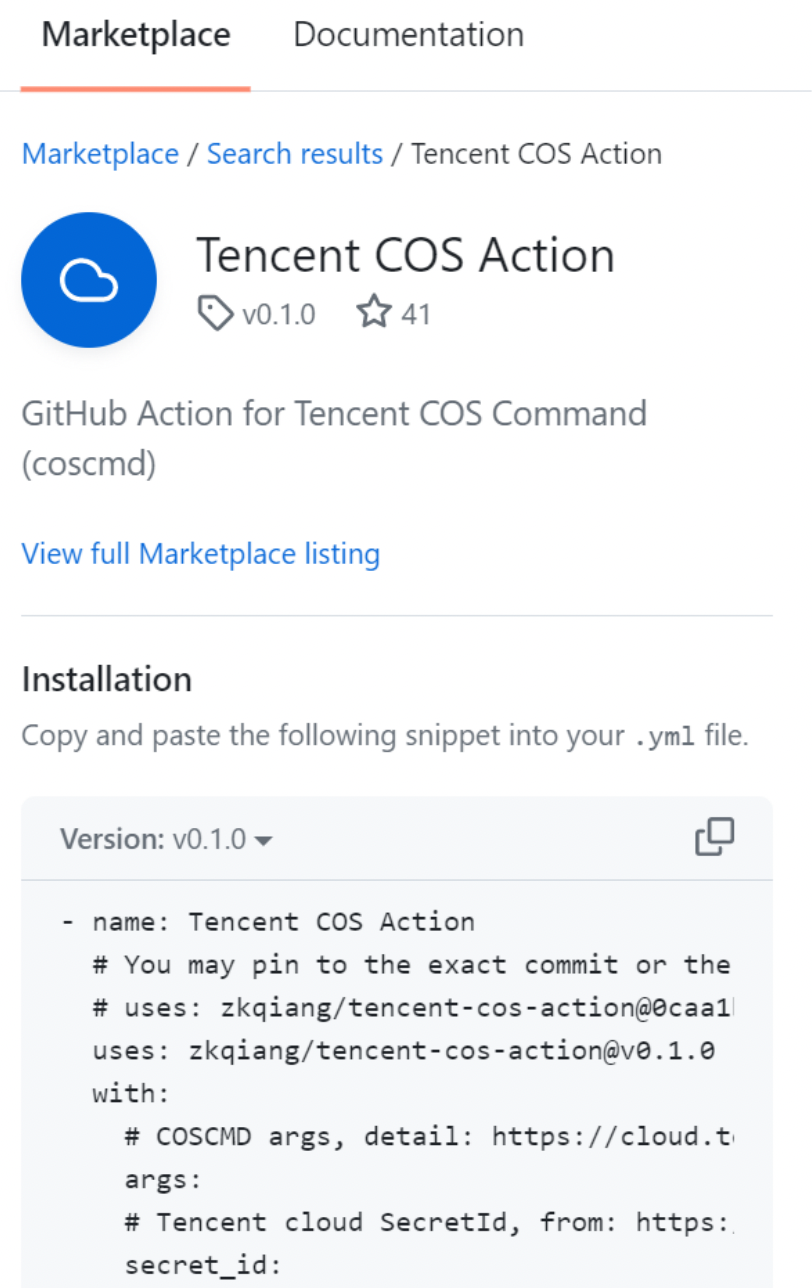 Marketplace Documentation
Marketplace / Search results / Tencent COS Action
Tencent COS Action
v0.1.0 41
GitHub Action for Tencent COS Command
(coscmd)
View full Marketplace listing
Installation
Copy and paste the following snippet into your .yml file.
Version: v0.1.0
- name: Tencent COS Action
# You may pin to the exact commit or the
# uses: zkqiang/tencent-cos-action@0caa1
uses: zkqiang/tencent-cos-action@v0.1.0
with:
# COSCMD args, detail: https://cloud.t
args:
# Tencent cloud SecretId, from: https:
secret_id: